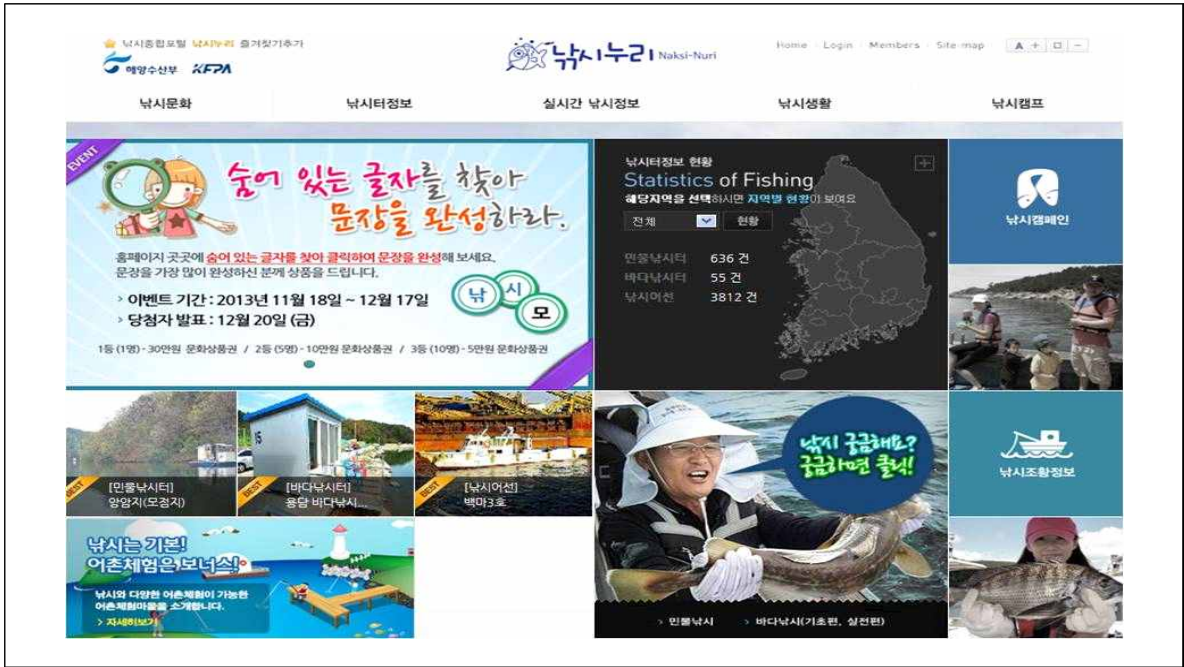 낚시종합포털 낚시누리 즐겨찾기추가
해양수산부 KFPA
낚시누리 Naksi-Nuri
Home Login Members Site map A + -
낚시문화 낚시터정보 실시간 낚시정보 낚시생활 낚시캠프
EVENT
숨어 있는 글자를 찾아
문장을 완성하라.
홈페이지 곳곳에 숨어 있는 글자를 찾아 클릭하여 문장을 완성해 보세요.
문장을 가장 많이 완성하신 분께 상품을 드립니다.
› 이벤트 기간 : 2013년 11월 18일 ~ 12월 17일
› 당첨자 발표 : 12월 20일 (금)
낚 시 모
1등 (1명) - 30만원 문화상품권 / 2등 (5명) - 10만원 문화상품권 / 3등 (10명) - 5만원 문화상품권
낚시터정보 현황
Statistics of Fishing
해당지역을 선택하시면 지역별 현황이 보여요
전체 현황
민물낚시터 636 건
바다낚시터 55 건
낚시어선 3812 건
낚시캠페인
BEST [민물낚시터]
앙암지(모정지)
BEST [바다낚시터]
용담 바다낚시...
BEST [낚시어선]
백마3호
15
낚시 궁금해요?
궁금하면 클릭!
낚시조황정보
낚시는 기본!
어촌체험은 보너스!
낚시와 다양한 어촌체험이 가능한
어촌체험마을을 소개합니다.
> 자세히보기
> 민물낚시 > 바다낚시(기초편, 실전편)